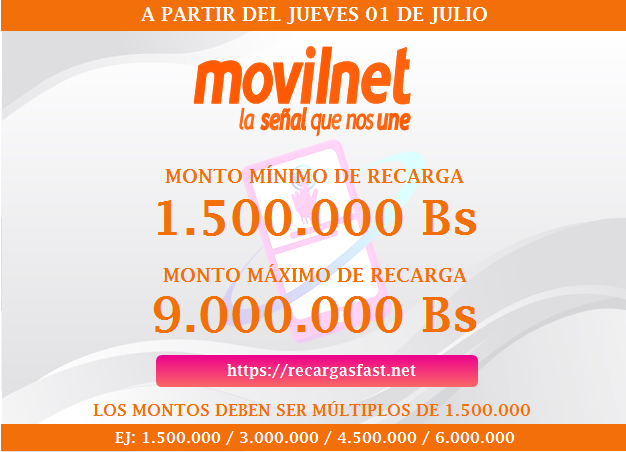 A PARTIR DEL JUEVES 01 DE JULIO
movilnet
la señal que nos une
MONTO MÍNIMO DE RECARGA
1.500.000 Bs
MONTO MÁXIMO DE RECARGA
9.000.000 Bs
https://recargasfast.net
LOS MONTOS DEBEN SER MÚLTIPLOS DE 1.500.000
EJ: 1.500.000 / 3.000.000 / 4.500.000 / 6.000.000